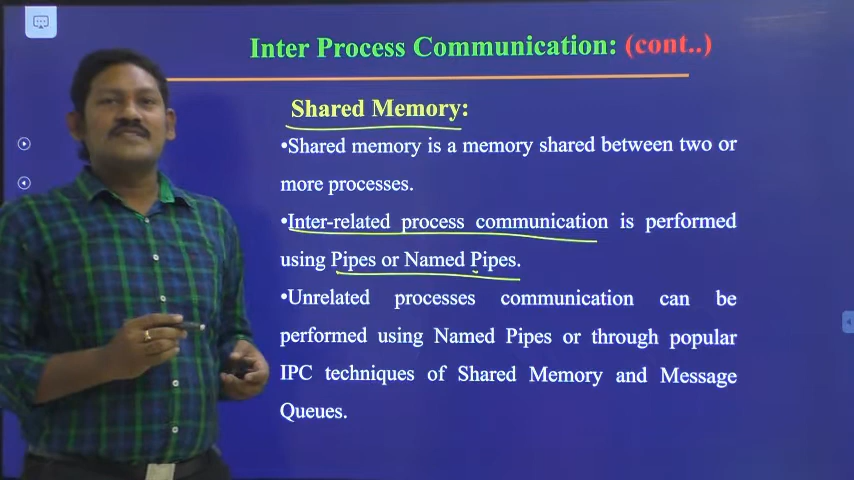 Inter Process Communication: (cont..)
Shared Memory:
•Shared memory is a memory shared between two or
more processes.
•Inter-related process communication is performed
using Pipes or Named Pipes.
•Unrelated processes communication can be
performed using Named Pipes or through popular
IPC techniques of Shared Memory and Message
Queues.